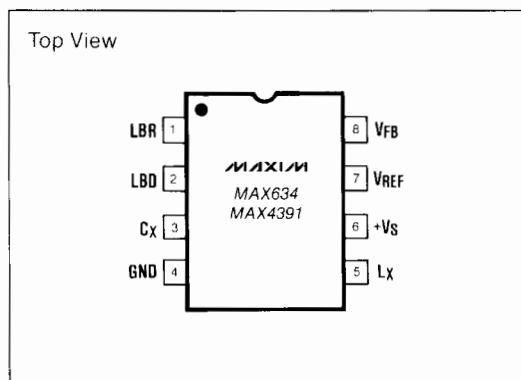 Top View
LBR 1
LBD 2
CX 3
GND 4
MAXIM
MAX634
MAX4391
8 VFB
7 VREF
6 +VS
5 LX